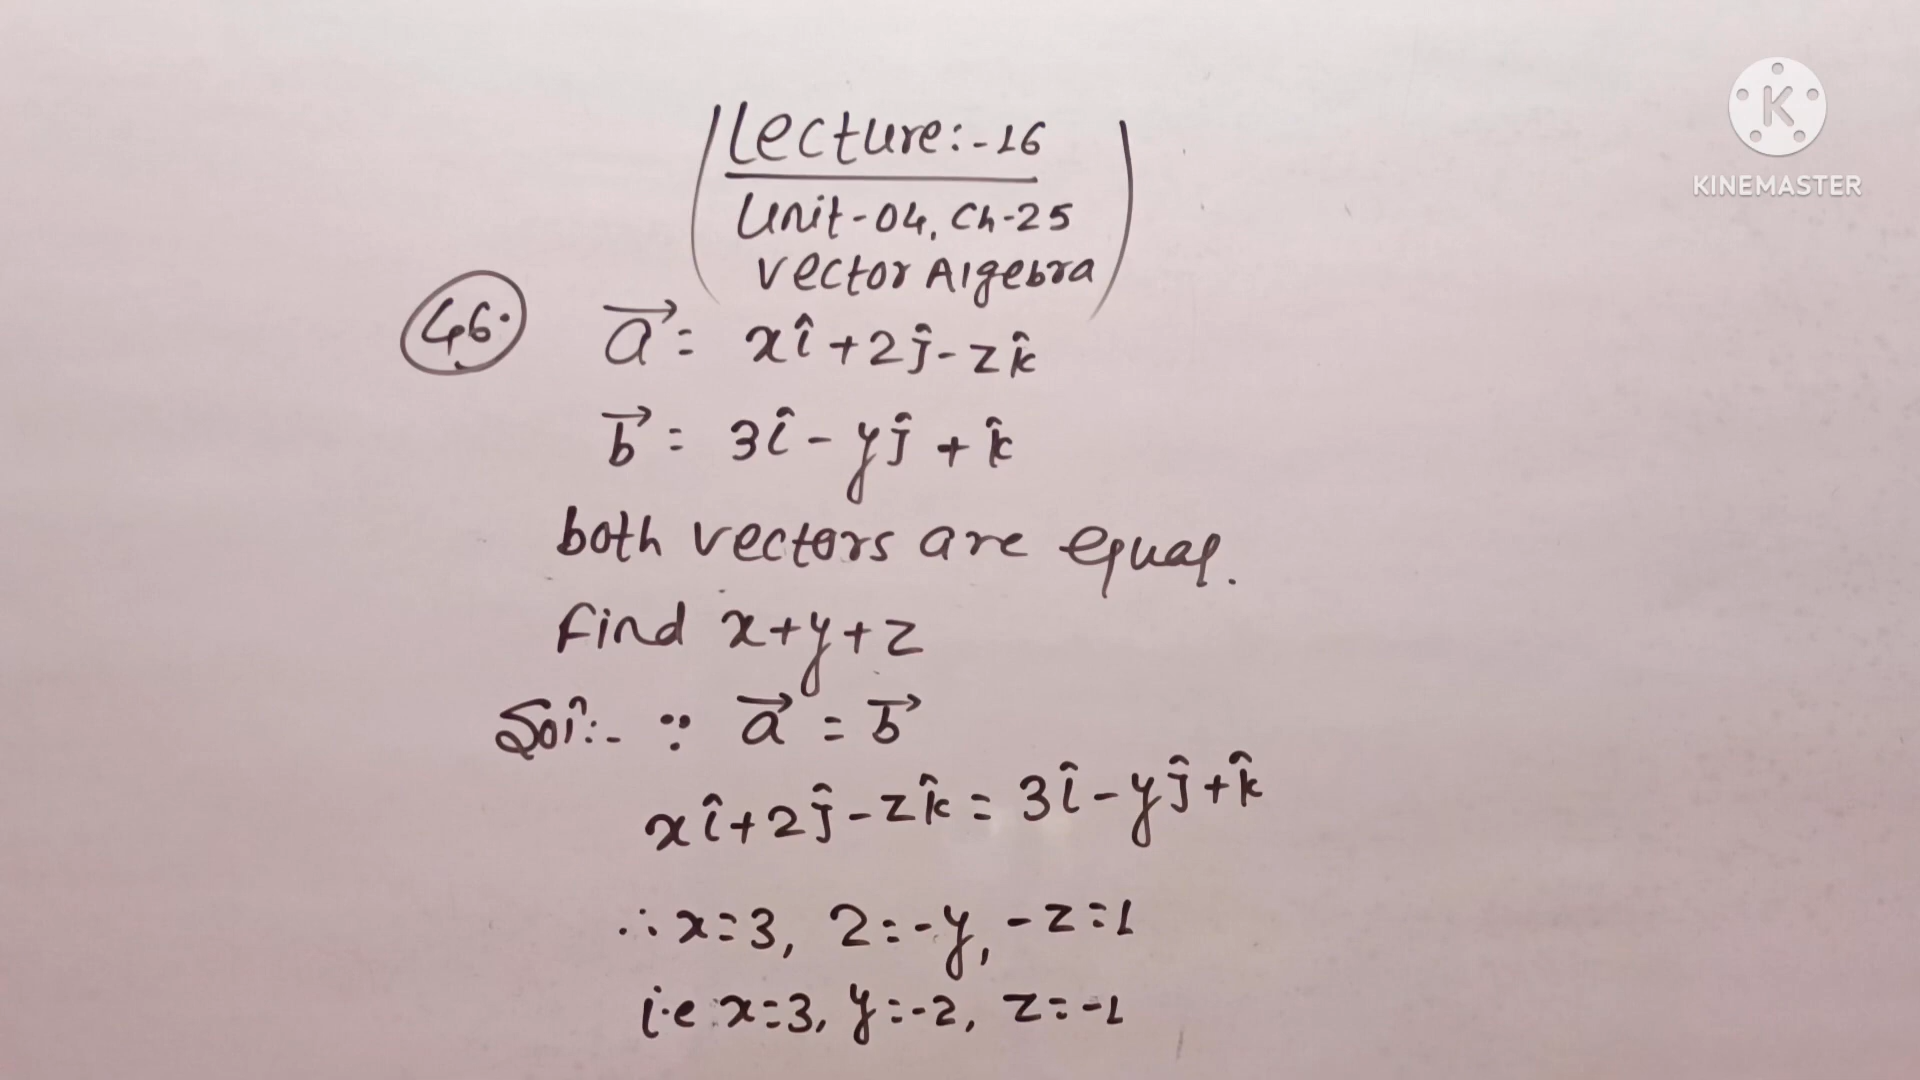 Lecture:-16
Unit-04, Ch-25
Vector Algebra
46. a⃗ = xî+2ĵ-zk̂
b⃗ = 3î-yĵ+k̂
both vectors are equal.
Find x+y+z
Solⁿ:- ∵ a⃗ = b⃗
xî+2ĵ-zk̂ = 3î-yĵ+k̂
∴ x=3, 2=-y, -z=1
i.e x=3, y=-2, z=-1
K
KINEMASTER